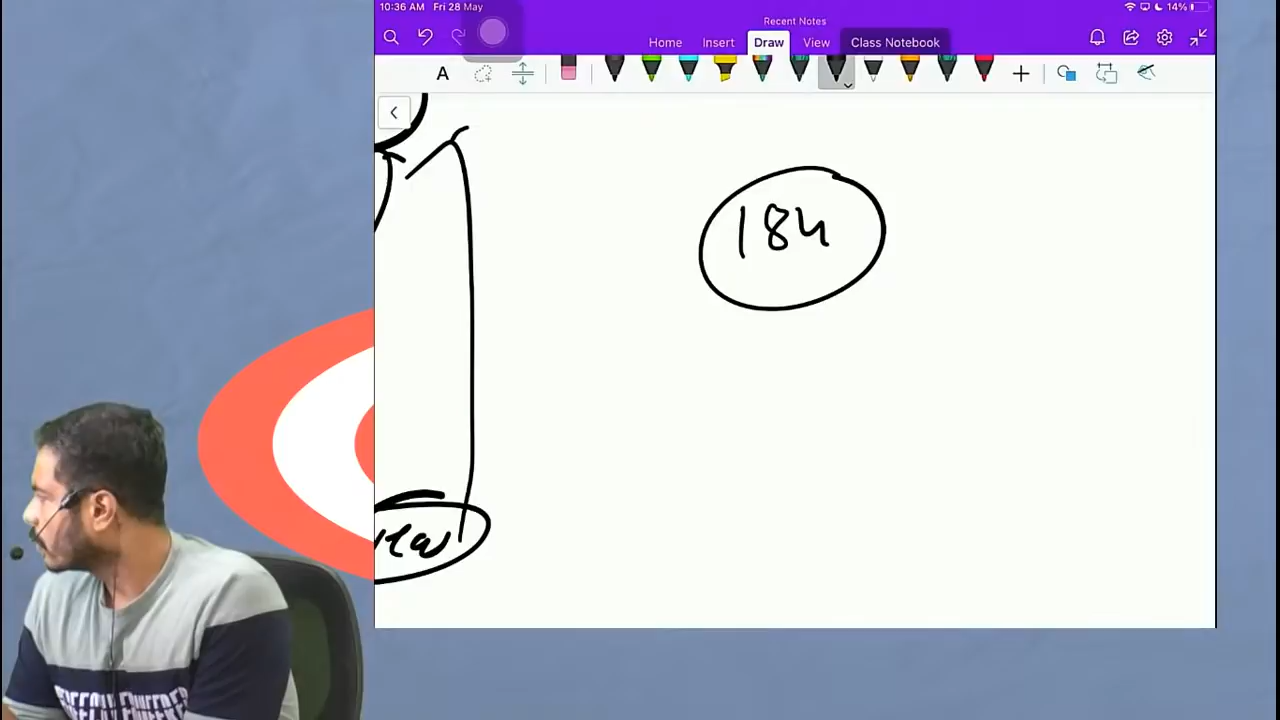 10:36 AM Fri 28 May
14%
Recent Notes
Home Insert Draw View Class Notebook
A
184